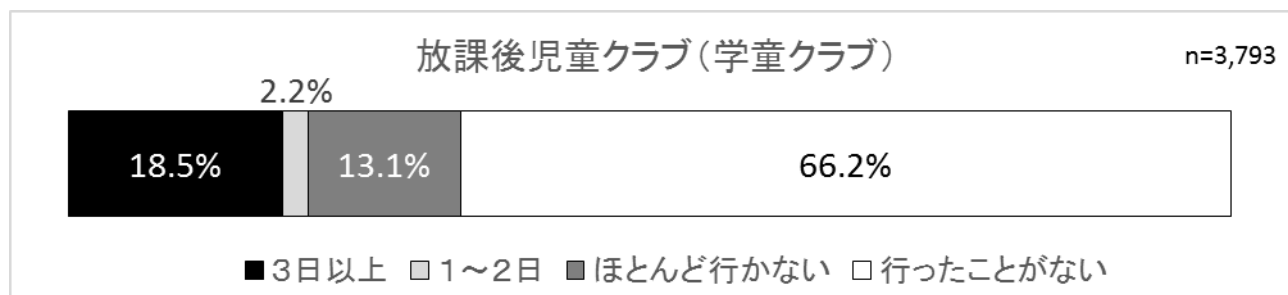 放課後児童クラブ（学童クラブ）
n=3,793
2.2%
18.5%
13.1%
66.2%
■３日以上 □１～２日 ■ほとんど行かない □行ったことがない